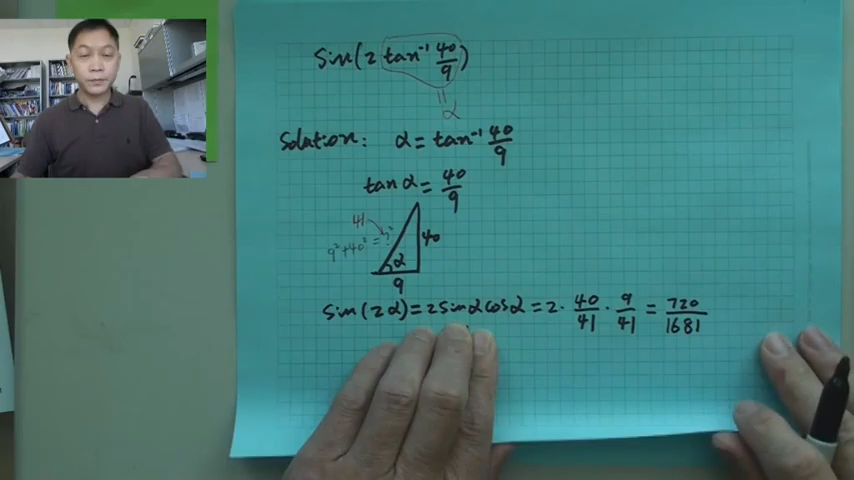 Sin(2 tan⁻¹ 40/9)
α
Solution: α = tan⁻¹ 40/9
tan α = 40/9
41
9² + 40² = ?²
40
α
9
Sin(2α) = 2 Sin α cos α = 2 · 40/41 · 9/41 = 720/1681